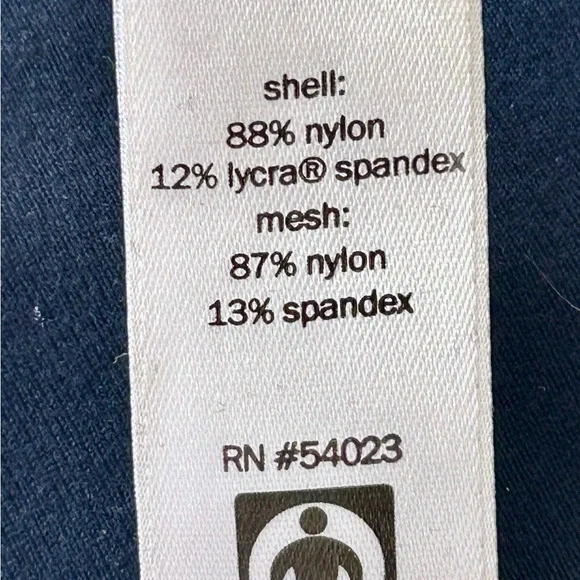 shell:
88% nylon
12% lycra® spandex
mesh:
87% nylon
13% spandex
RN #54023